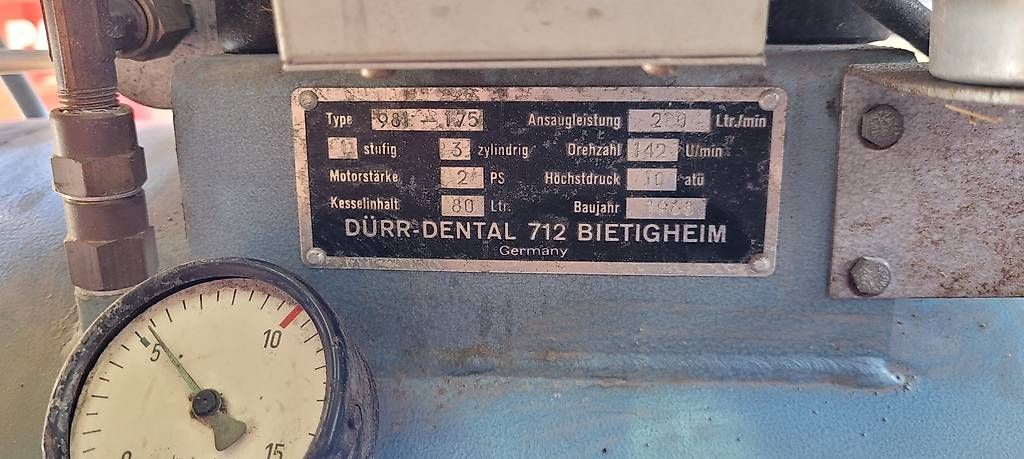 Type 981-175 Ansaugleistung Ltr./min
stufig 3 zylindrig Drehzahl 142 U/min
Motorstärke 2 PS Höchstdruck 10 atü
Kesselinhalt 80 Ltr. Baujahr
DÜRR-DENTAL 712 BIETIGHEIM
Germany
5
10
15
0